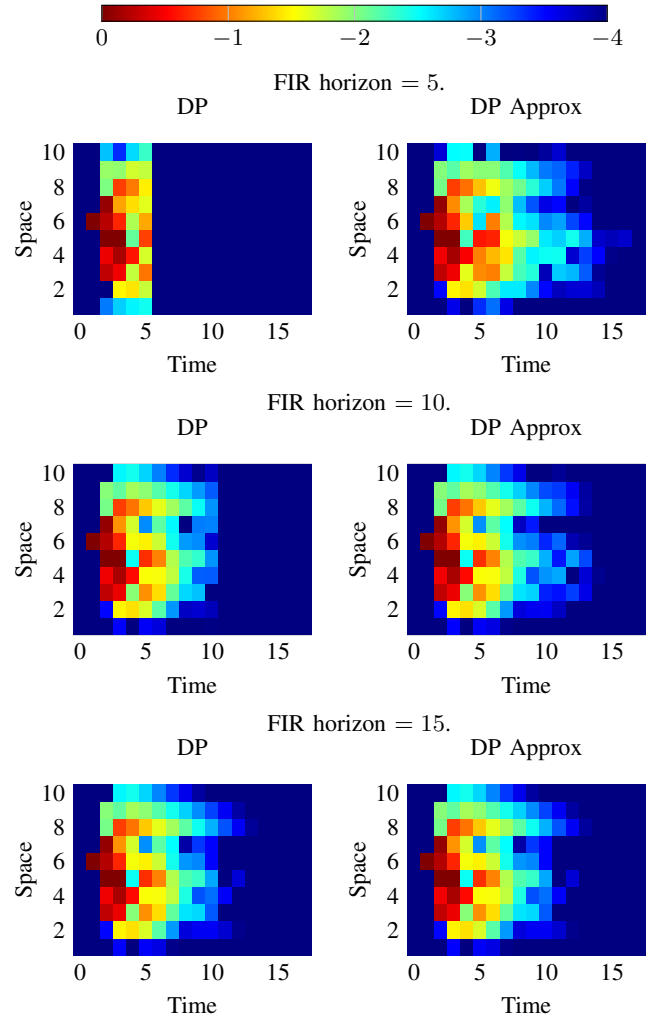 0 −1 −2 −3 −4
FIR horizon = 5.
DP DP Approx
10 10
8 8
6 6
4 4
2 2
Space Space
0 5 10 15 0 5 10 15
Time Time
FIR horizon = 10.
DP DP Approx
10 10
8 8
6 6
4 4
2 2
Space Space
0 5 10 15 0 5 10 15
Time Time
FIR horizon = 15.
DP DP Approx
10 10
8 8
6 6
4 4
2 2
Space Space
0 5 10 15 0 5 10 15
Time Time